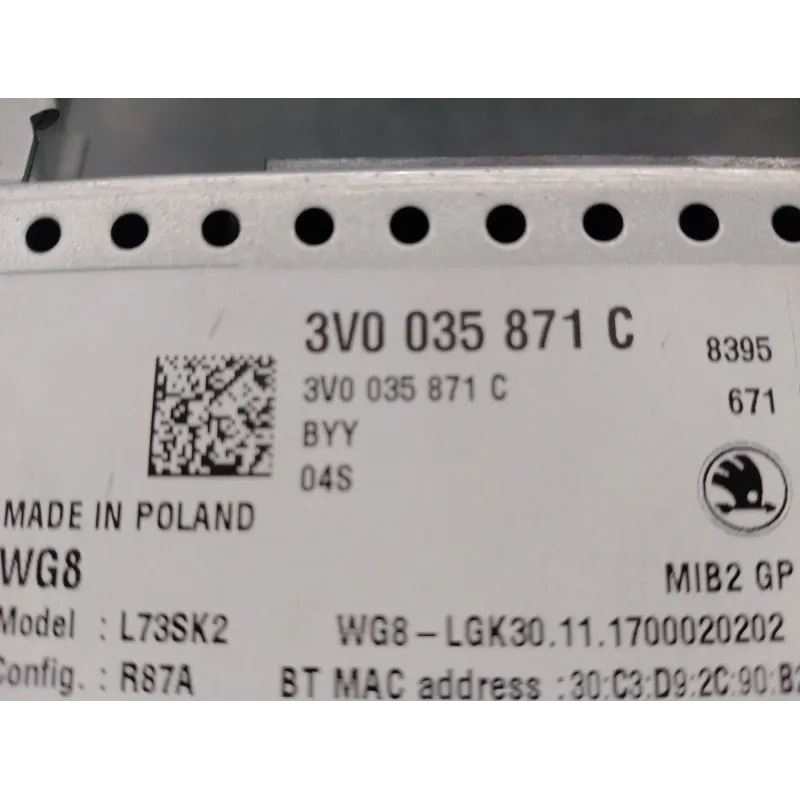 3V0 035 871 C
8395
3V0 035 871 C
671
BYY
04S
MADE IN POLAND
WG8
MIB2 GP
Model : L73SK2 WG8-LGK30.11.1700020202
Config. : R87A BT MAC address :30:C3:D9:2C:90:B2